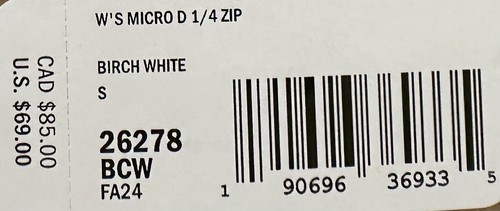 W'S MICRO D 1/4 ZIP
BIRCH WHITE
S
26278
BCW
FA24
1 90696 36933 5
CAD $85.00
U.S. $69.00